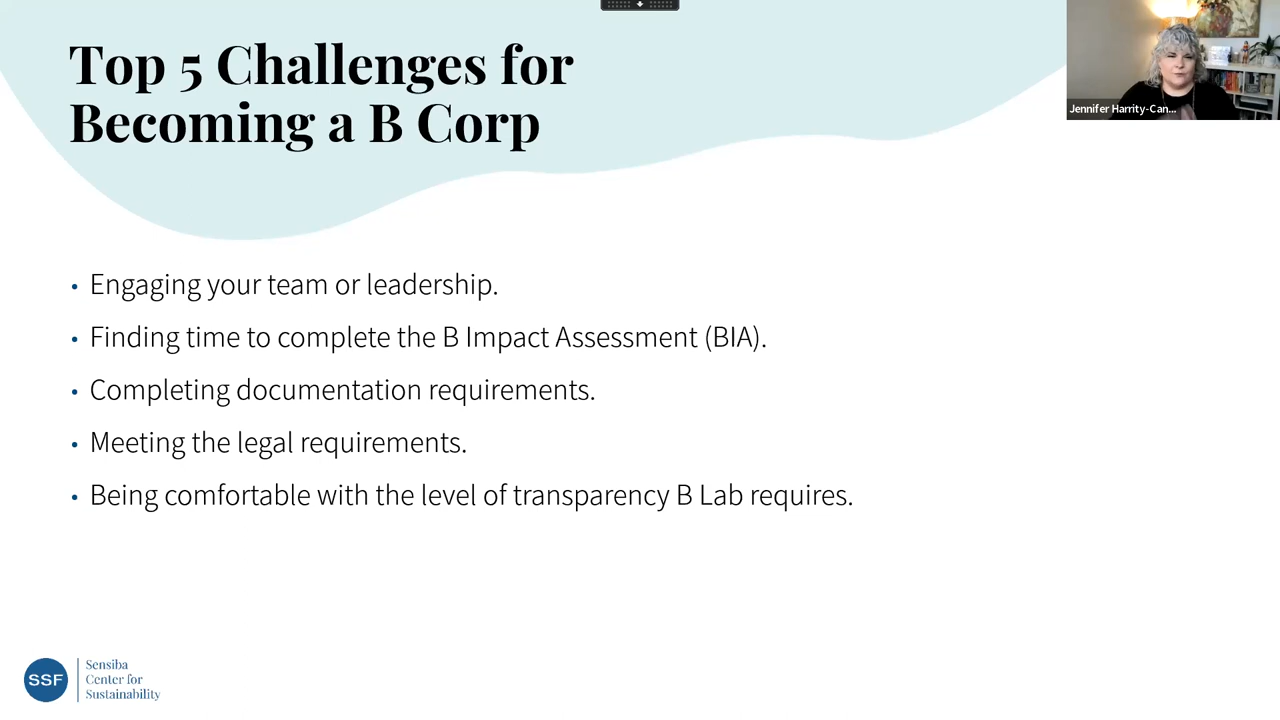 Top 5 Challenges for
Becoming a B Corp
Jennifer Harrity-Can...
• Engaging your team or leadership.
• Finding time to complete the B Impact Assessment (BIA).
• Completing documentation requirements.
• Meeting the legal requirements.
• Being comfortable with the level of transparency B Lab requires.
SSF
Sensiba
Center for
Sustainability